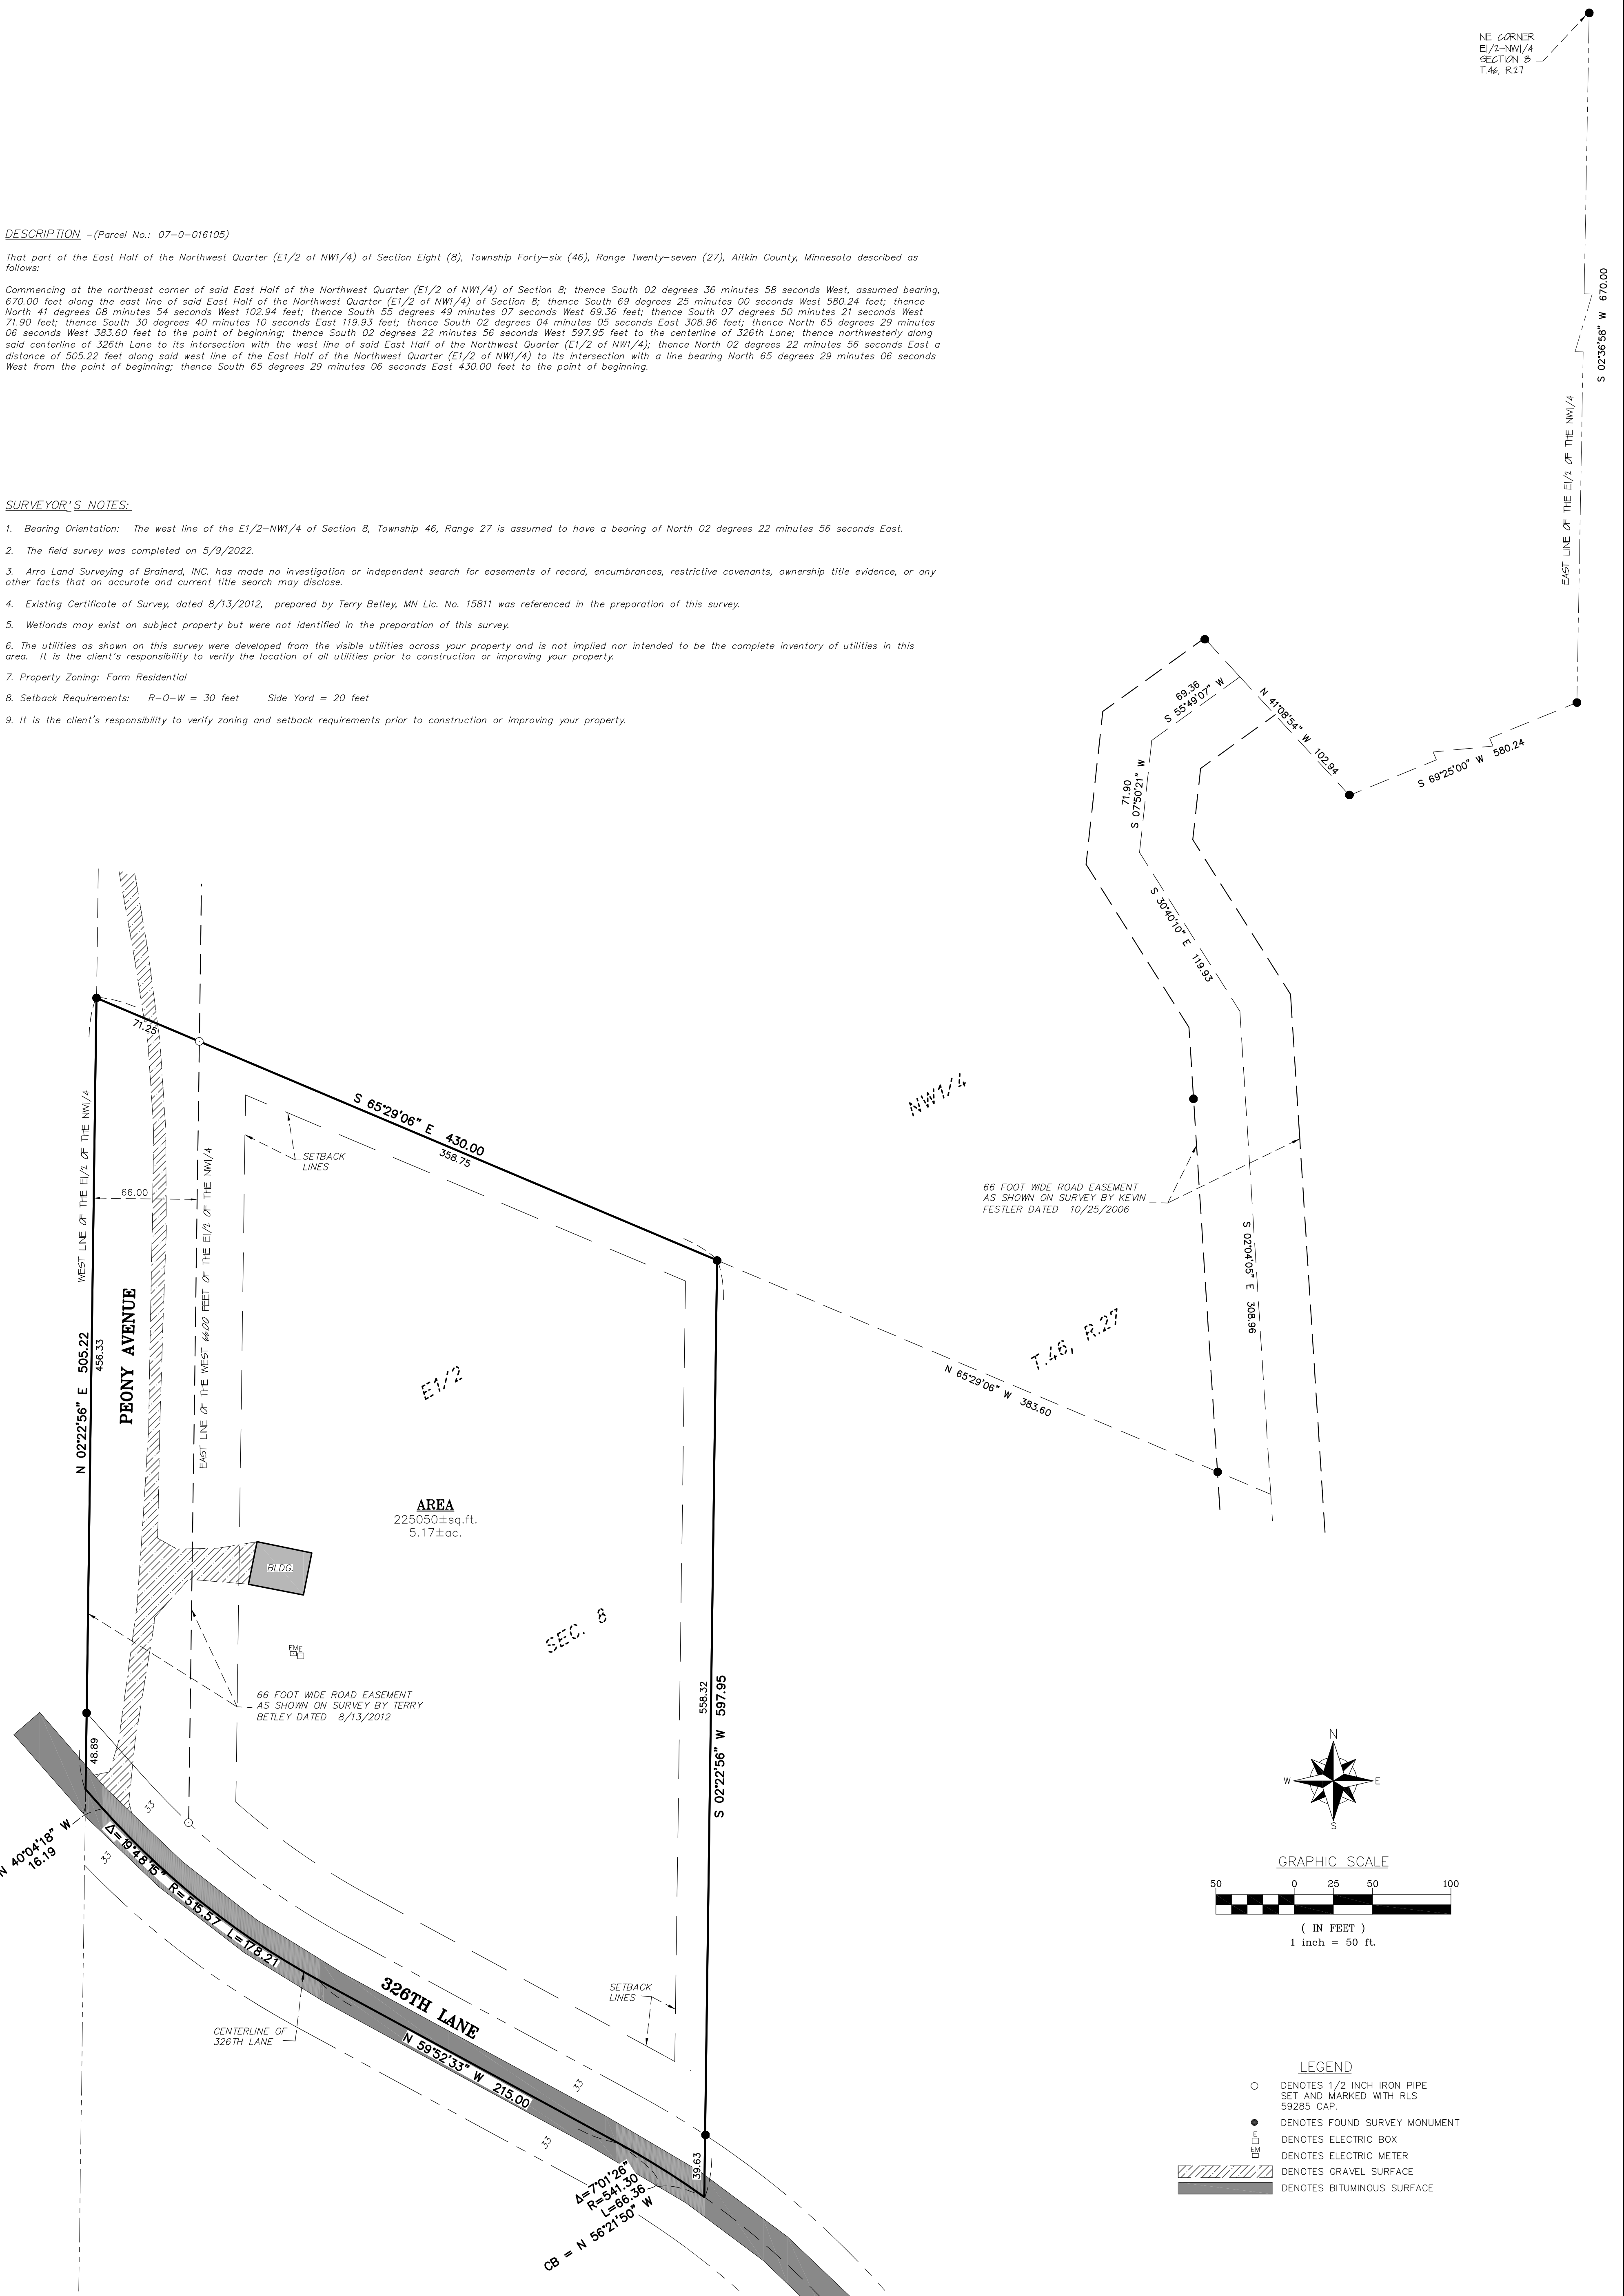 NE CORNER
E1/2-NW1/4
SECTION 8
T.46, R.27
S 02°36'58" W 670.00
EAST LINE OF THE E1/2 OF THE NW1/4
DESCRIPTION -(Parcel No.: 07-0-016105)
That part of the East Half of the Northwest Quarter (E1/2 of NW1/4) of Section Eight (8), Township Forty-six (46), Range Twenty-seven (27), Aitkin County, Minnesota described as
follows:
Commencing at the northeast corner of said East Half of the Northwest Quarter (E1/2 of NW1/4) of Section 8; thence South 02 degrees 36 minutes 58 seconds West, assumed bearing,
670.00 feet along the east line of said East Half of the Northwest Quarter (E1/2 of NW1/4) of Section 8; thence South 69 degrees 25 minutes 00 seconds West 580.24 feet; thence
North 41 degrees 08 minutes 54 seconds West 102.94 feet; thence South 55 degrees 49 minutes 07 seconds West 69.36 feet; thence South 07 degrees 50 minutes 21 seconds West
71.90 feet; thence South 30 degrees 40 minutes 10 seconds East 119.93 feet; thence South 02 degrees 04 minutes 05 seconds East 308.96 feet; thence North 65 degrees 29 minutes
06 seconds West 383.60 feet to the point of beginning; thence South 02 degrees 22 minutes 56 seconds West 597.95 feet to the centerline of 326th Lane; thence northwesterly along
said centerline of 326th Lane to its intersection with the west line of said East Half of the Northwest Quarter (E1/2 of NW1/4); thence North 02 degrees 22 minutes 56 seconds East a
distance of 505.22 feet along said west line of the East Half of the Northwest Quarter (E1/2 of NW1/4) to its intersection with a line bearing North 65 degrees 29 minutes 06 seconds
West from the point of beginning; thence South 65 degrees 29 minutes 06 seconds East 430.00 feet to the point of beginning.
SURVEYOR'S NOTES:
1. Bearing Orientation: The west line of the E1/2-NW1/4 of Section 8, Township 46, Range 27 is assumed to have a bearing of North 02 degrees 22 minutes 56 seconds East.
2. The field survey was completed on 5/9/2022.
3. Arro Land Surveying of Brainerd, INC. has made no investigation or independent search for easements of record, encumbrances, restrictive covenants, ownership title evidence, or any
other facts that an accurate and current title search may disclose.
4. Existing Certificate of Survey, dated 8/13/2012, prepared by Terry Betley, MN Lic. No. 15811 was referenced in the preparation of this survey.
5. Wetlands may exist on subject property but were not identified in the preparation of this survey.
6. The utilities as shown on this survey were developed from the visible utilities across your property and is not implied nor intended to be the complete inventory of utilities in this
area. It is the client's responsibility to verify the location of all utilities prior to construction or improving your property.
7. Property Zoning: Farm Residential
8. Setback Requirements: R-O-W = 30 feet Side Yard = 20 feet
9. It is the client's responsibility to verify zoning and setback requirements prior to construction or improving your property.
69.36
S 55°49'07" W
N 41°08'54" W 102.94
S 69°25'00" W 580.24
71.90
S 07°50'21" W
S 30°40'10" E 119.93
71.25
S 65°29'06" E 430.00
358.75
SETBACK
LINES
NW1/4
66 FOOT WIDE ROAD EASEMENT
AS SHOWN ON SURVEY BY KEVIN
FESTLER DATED 10/25/2006
S 02°04'05" E 308.96
WEST LINE OF THE E1/2 OF THE NW1/4
66.00
EAST LINE OF THE WEST 66.00 FEET OF THE E1/2 OF THE NW1/4
PEONY AVENUE
N 02°22'56" E 505.22
456.33
E1/2
T.46, R.27
N 65°29'06" W 383.60
AREA
225050±sq.ft.
5.17±ac.
BLDG.
SEC. 8
EM
E
66 FOOT WIDE ROAD EASEMENT
AS SHOWN ON SURVEY BY TERRY
BETLEY DATED 8/13/2012
558.32
S 02°22'56" W 597.95
48.89
33
33
N 40°04'18" W
16.19
Δ=19°48'15" R=515.57 L=178.21
CENTERLINE OF
326TH LANE
326TH LANE
N 59°52'33" W 215.00
SETBACK
LINES
33
33
39.63
Δ=7°01'26"
R=541.30
L=66.36
CB = N 56°21'50" W
N
W
E
S
GRAPHIC SCALE
50 0 25 50 100
( IN FEET )
1 inch = 50 ft.
LEGEND
DENOTES 1/2 INCH IRON PIPE
SET AND MARKED WITH RLS
59285 CAP.
DENOTES FOUND SURVEY MONUMENT
E
DENOTES ELECTRIC BOX
EM
DENOTES ELECTRIC METER
DENOTES GRAVEL SURFACE
DENOTES BITUMINOUS SURFACE